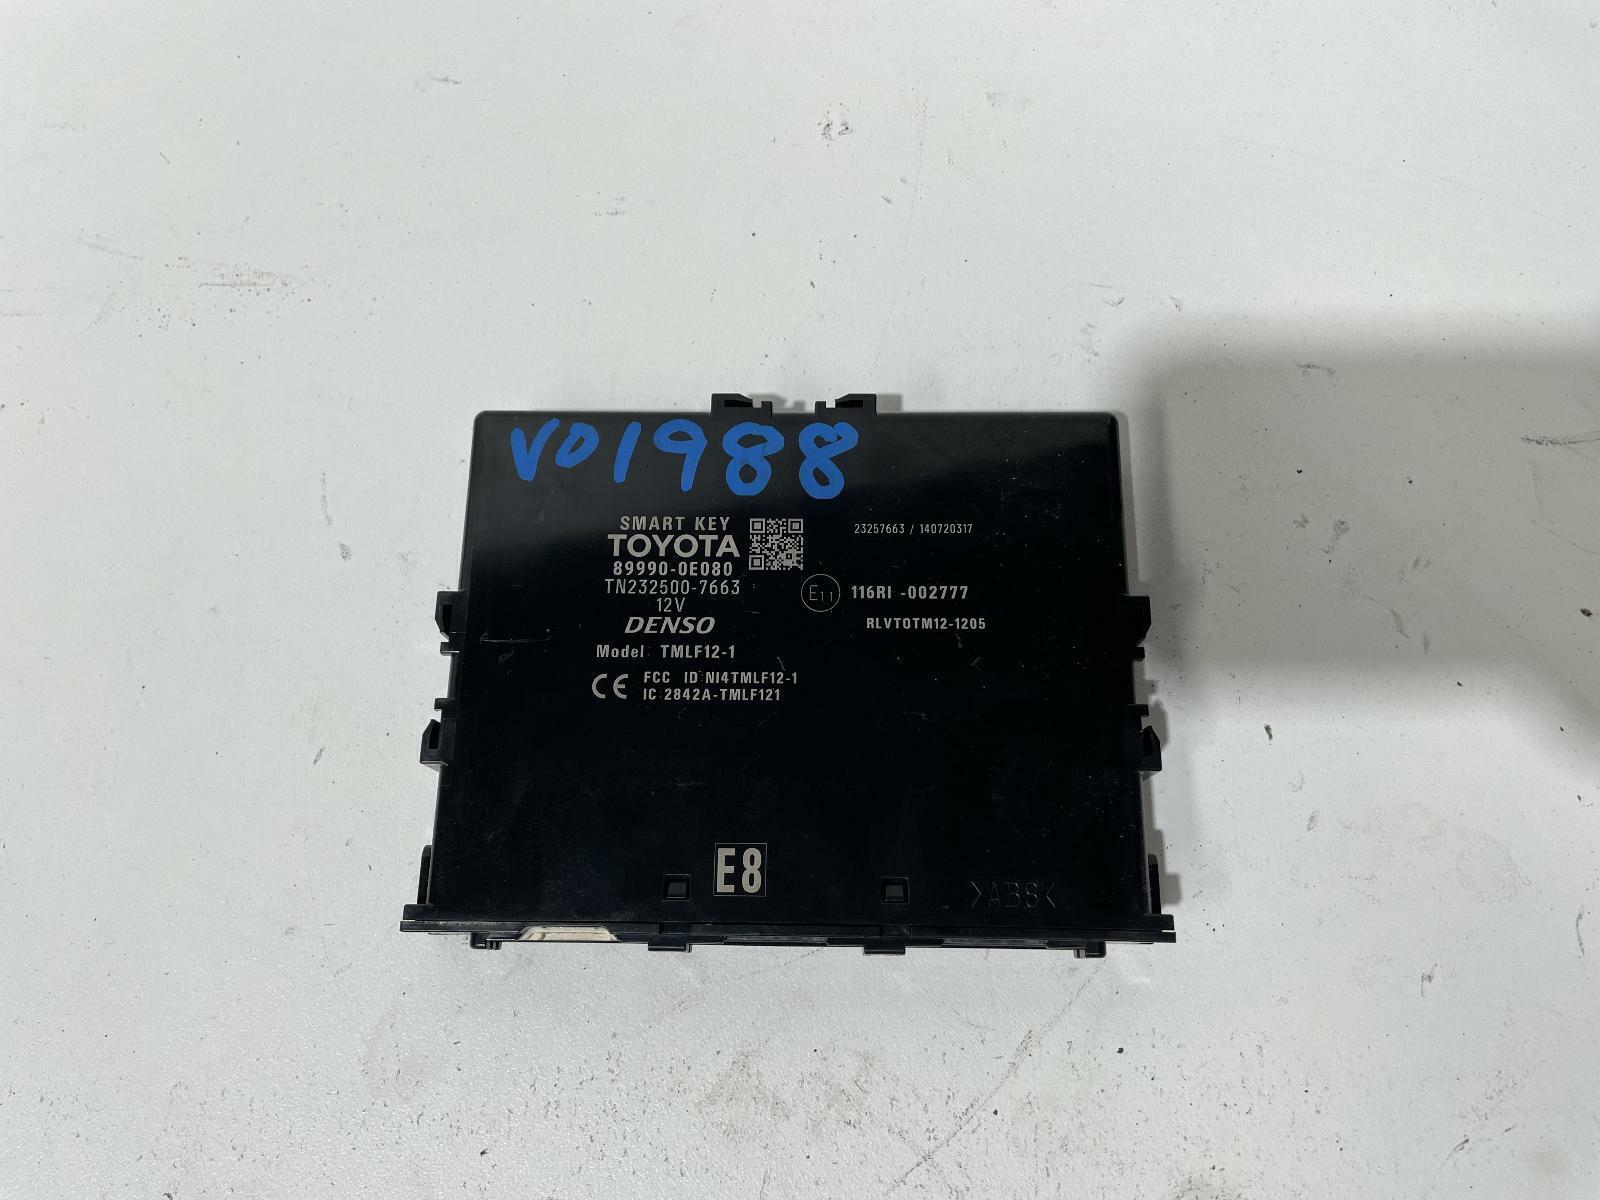 VO1988
SMART KEY
TOYOTA
89990-0E080
TN232500-7663
12V
DENSO
Model TMLF12-1
CE
FCC ID NI4TMLF12-1
IC:2842A-TMLF121
23257663 / 140720317
E11 116RI -002777
RLVTOTM12-1205
E8
>ABS<